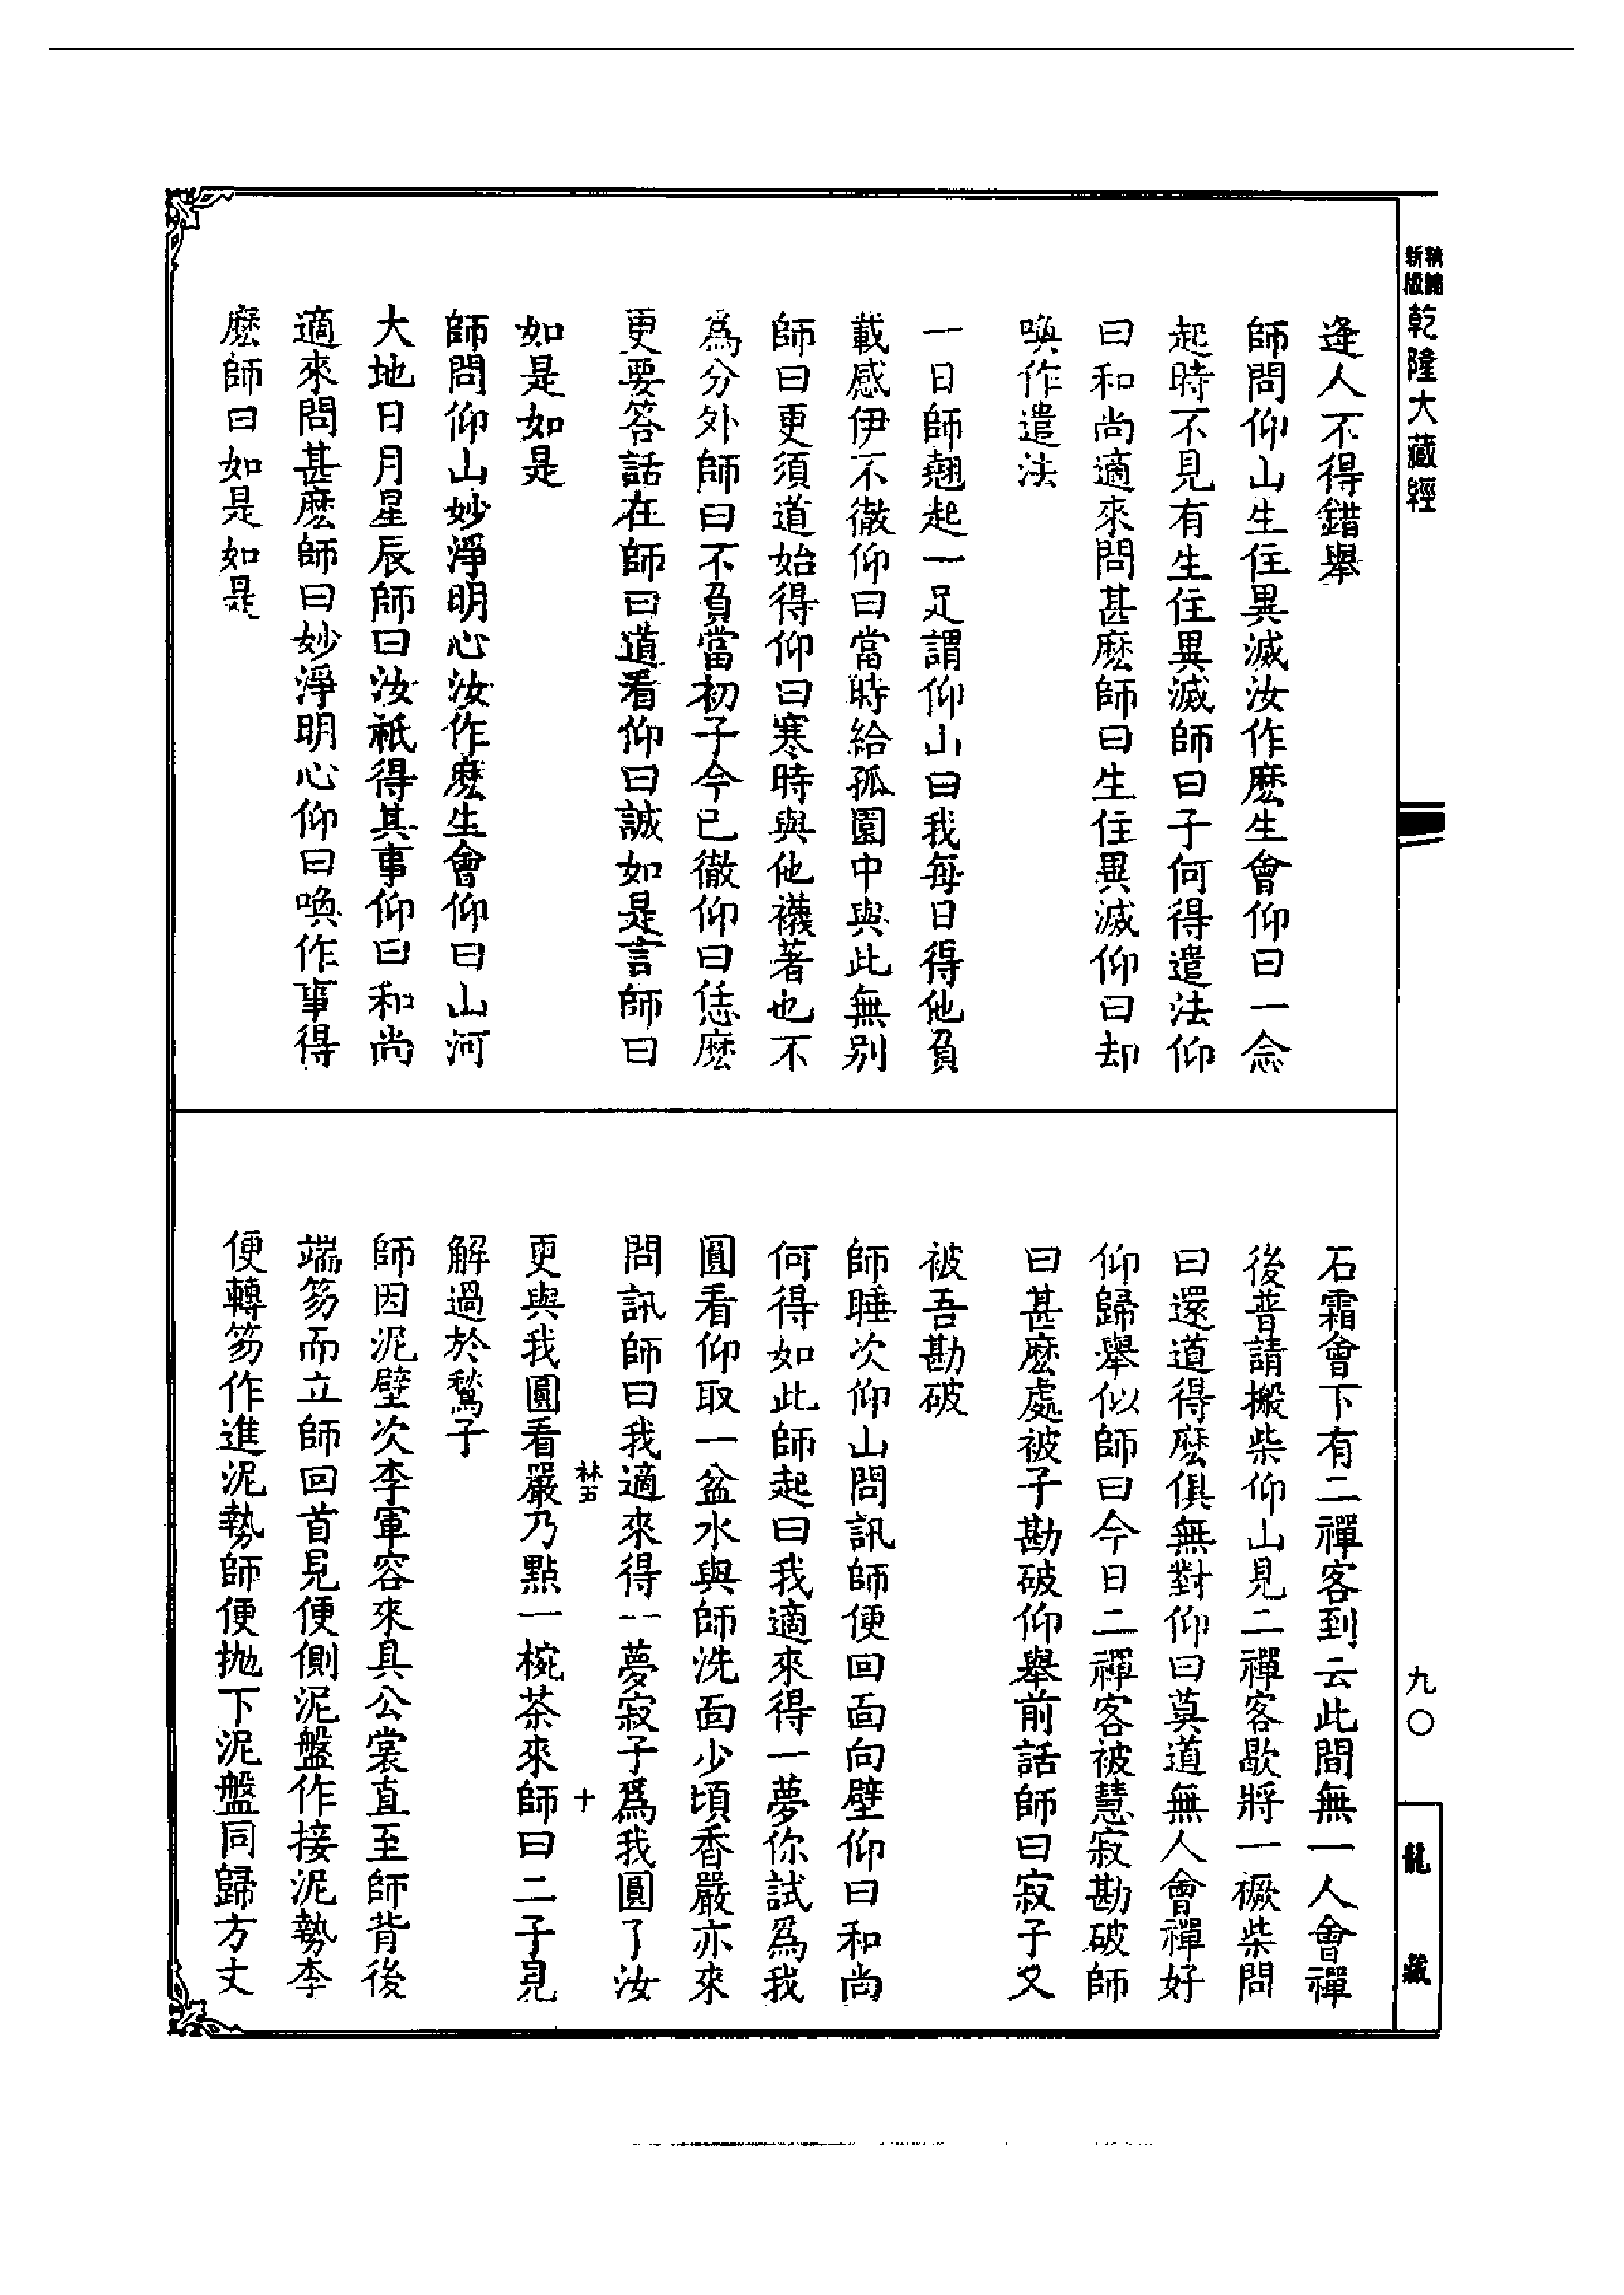 精縮新版
乾隆大藏經
逢人不得錯舉
師問仰山生住異滅汝作麽生會仰曰一念
起時不見有生住異滅師曰子何得遣法仰
曰和尚適來問甚麽師曰生住異滅仰曰却
喚作遣法
一日師翹起一足謂仰山曰我每日得他負
載感伊不徹仰曰當時給孤園中與此無别
師曰更須道始得仰曰寒時與他襪著也不
爲分外師曰不負當初子今已徹仰曰恁麽
更要答話在師曰道看仰曰誠如是言師曰
如是如是
師問仰山妙淨明心汝作麽生會仰曰山河
大地日月星辰師曰汝祇得其事仰曰和尚
適來問甚麽師曰妙淨明心仰曰喚作事得
麽師曰如是如是
九〇
龍藏
石霜會下有二禪客到云此間無一人會禪
後普請搬柴仰山見二禪客歇將一橛柴問
曰還道得麽俱無對仰曰莫道無人會禪好
仰歸舉似師曰今日二禪客被慧寂勘破師
曰甚麽處被子勘破仰舉前話師曰寂子又
被吾勘破
師睡次仰山問訊師便回面向壁仰曰和尚
何得如此師起曰我適來得一夢你試爲我
圓看仰取一盆水與師洗面少頃香嚴亦來
問訊師曰我適來得一夢寂子爲我圓了汝
林五 十
更與我圓看嚴乃點一椀茶來師曰二子見
解過於鶖子
師因泥壁次李軍容來具公裳直至師背後
端笏而立師回首見便側泥盤作接泥勢李
便轉笏作進泥勢師便抛下泥盤同歸方丈